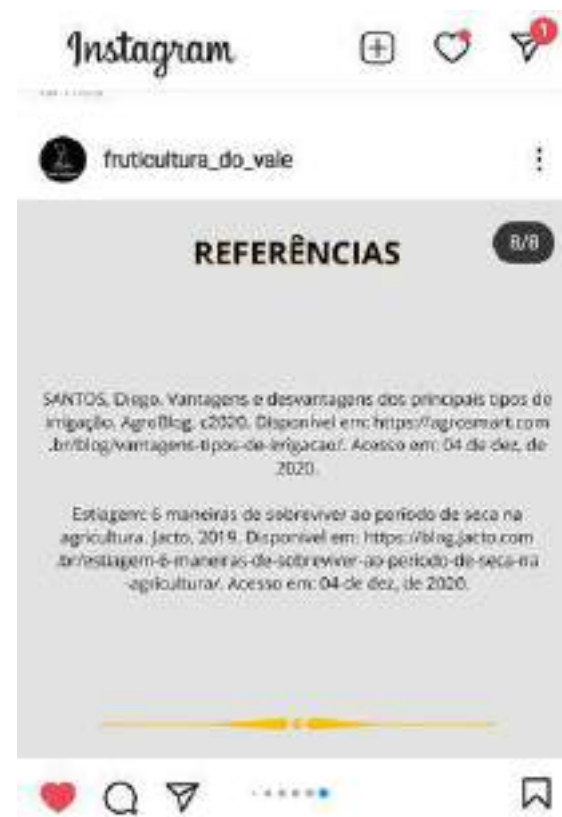 Instagram
1
fruticultura_do_vale
8/8
REFERÊNCIAS
SANTOS, Diego. Vantagens e desvantagens dos principais tipos de
irrigação. AgroBlog, c2020. Disponível em: https://agrosmart.com
.br/blog/vantagens-tipos-de-irrigacao/. Acesso em: 04 de dez, de
2020.
Estiagem: 6 maneiras de sobreviver ao período de seca na
agricultura. Jacto, 2019. Disponível em: https://blog.jacto.com
.br/estiagem-6-maneiras-de-sobreviver-ao-periodo-de-seca-na
-agricultura/. Acesso em: 04 de dez, de 2020.